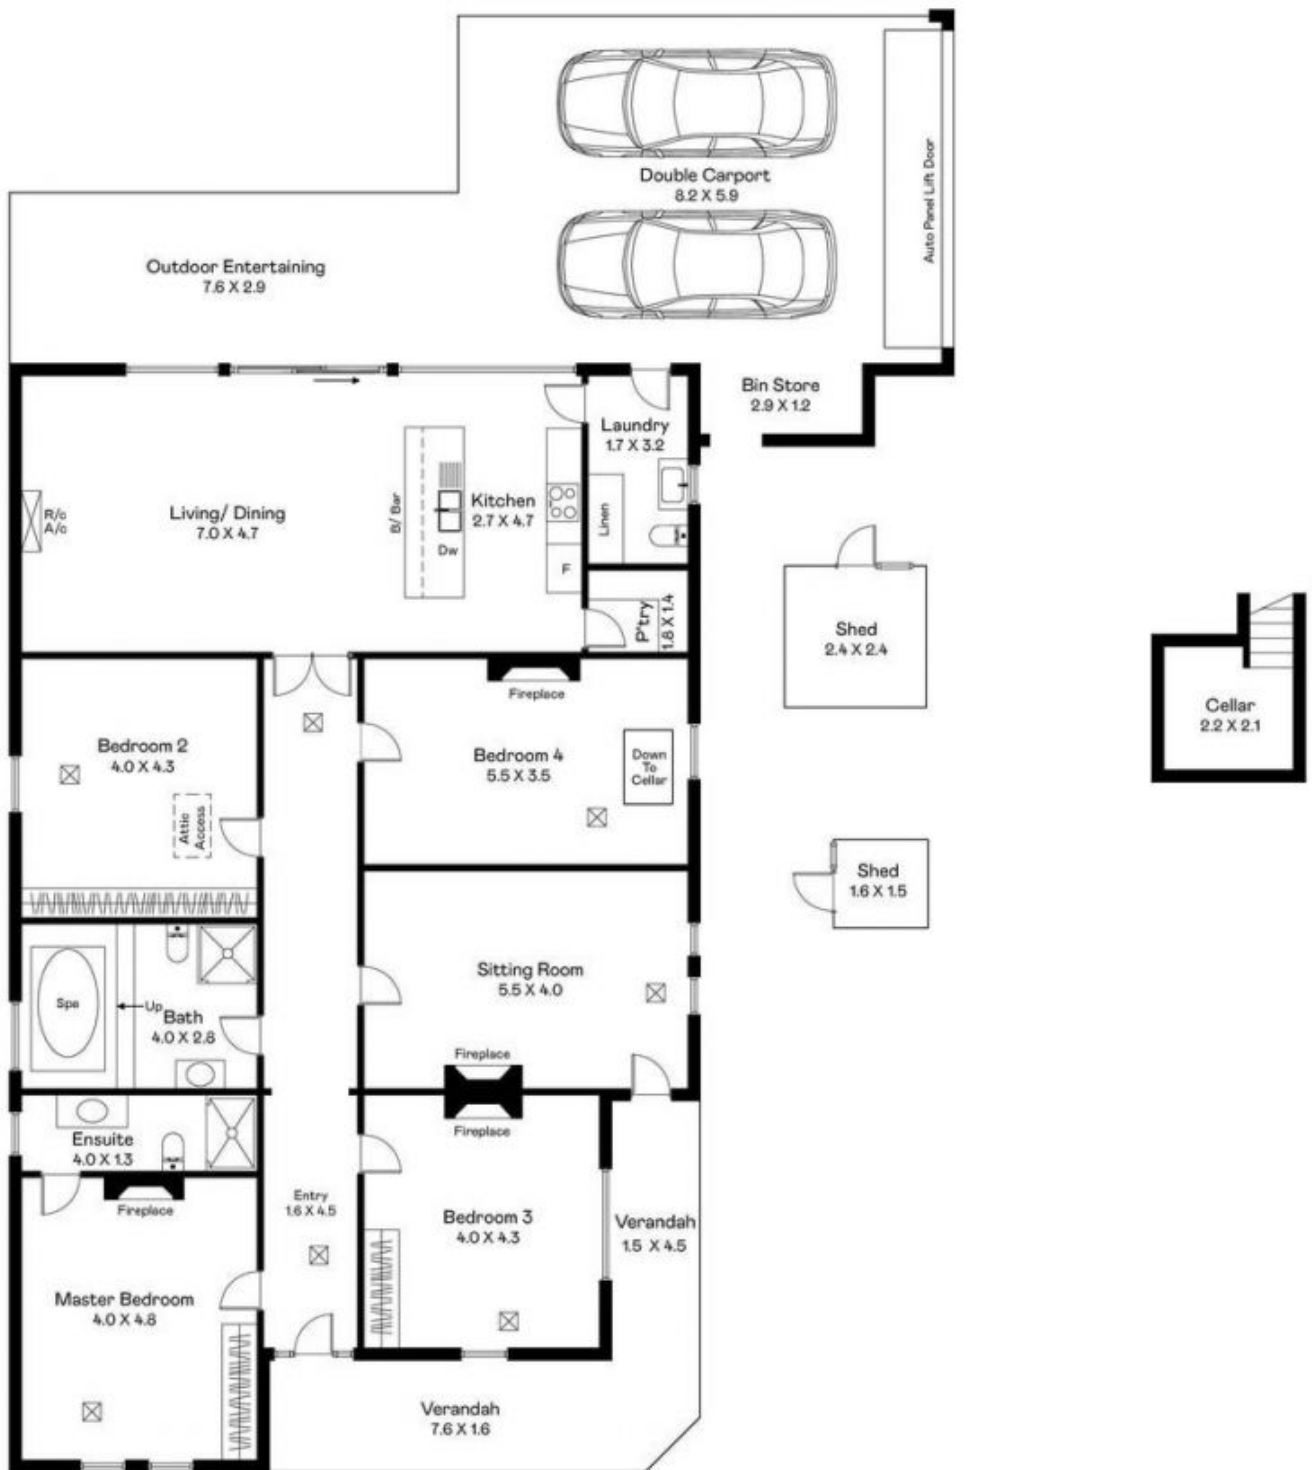 Double Carport
8.2 X 5.9
Auto Panel Lift Door
Outdoor Entertaining
7.6 X 2.9
Bin Store
2.9 X 1.2
Laundry
1.7 X 3.2
Linen
R/c
A/c
Living/ Dining
7.0 X 4.7
B/ Bar
Kitchen
2.7 X 4.7
Dw
F
P'try
1.8 X 1.4
Shed
2.4 X 2.4
Cellar
2.2 X 2.1
Fireplace
Bedroom 2
4.0 X 4.3
Attic
Access
Bedroom 4
5.5 X 3.5
Down
To
Cellar
Shed
1.6 X 1.5
Sitting Room
5.5 X 4.0
Spa
Up
Bath
4.0 X 2.8
Fireplace
Fireplace
Ensuite
4.0 X 1.3
Fireplace
Entry
1.6 X 4.5
Bedroom 3
4.0 X 4.3
Verandah
1.5 X 4.5
Master Bedroom
4.0 X 4.8
Verandah
7.6 X 1.6